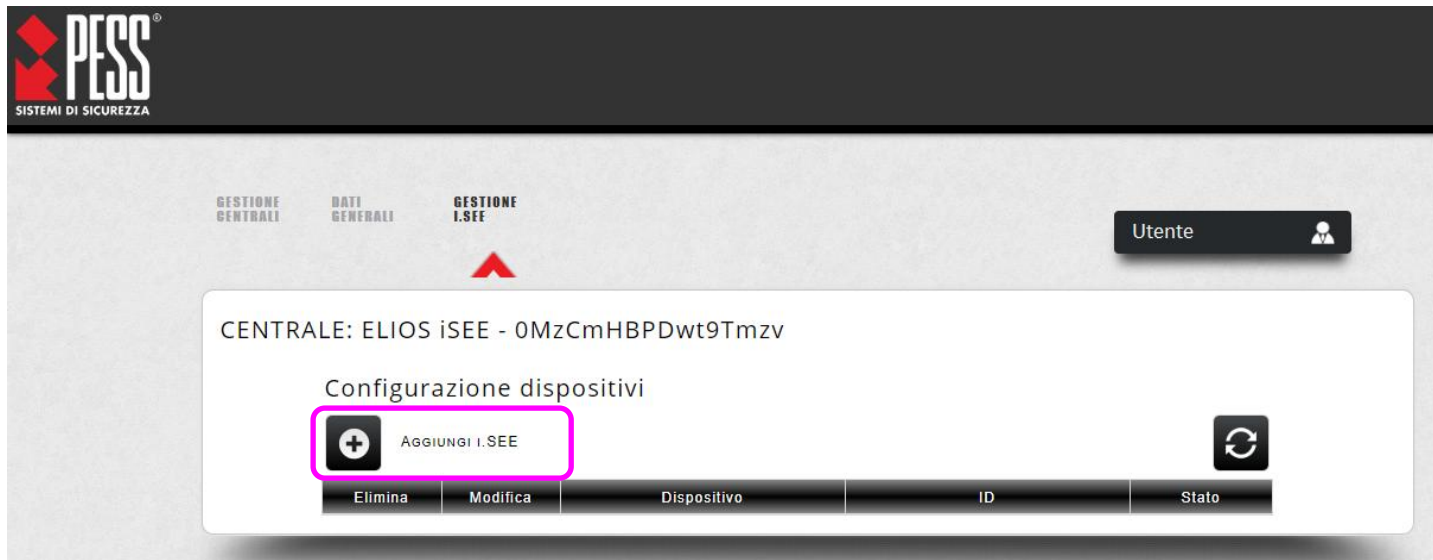 PESS®
SISTEMI DI SICUREZZA
GESTIONE CENTRALI
DATI GENERALI
GESTIONE I.SEE
Utente
CENTRALE: ELIOS iSEE - 0MzCmHBPDwt9Tmzv
Configurazione dispositivi
AGGIUNGI I.SEE
Elimina Modifica Dispositivo ID Stato